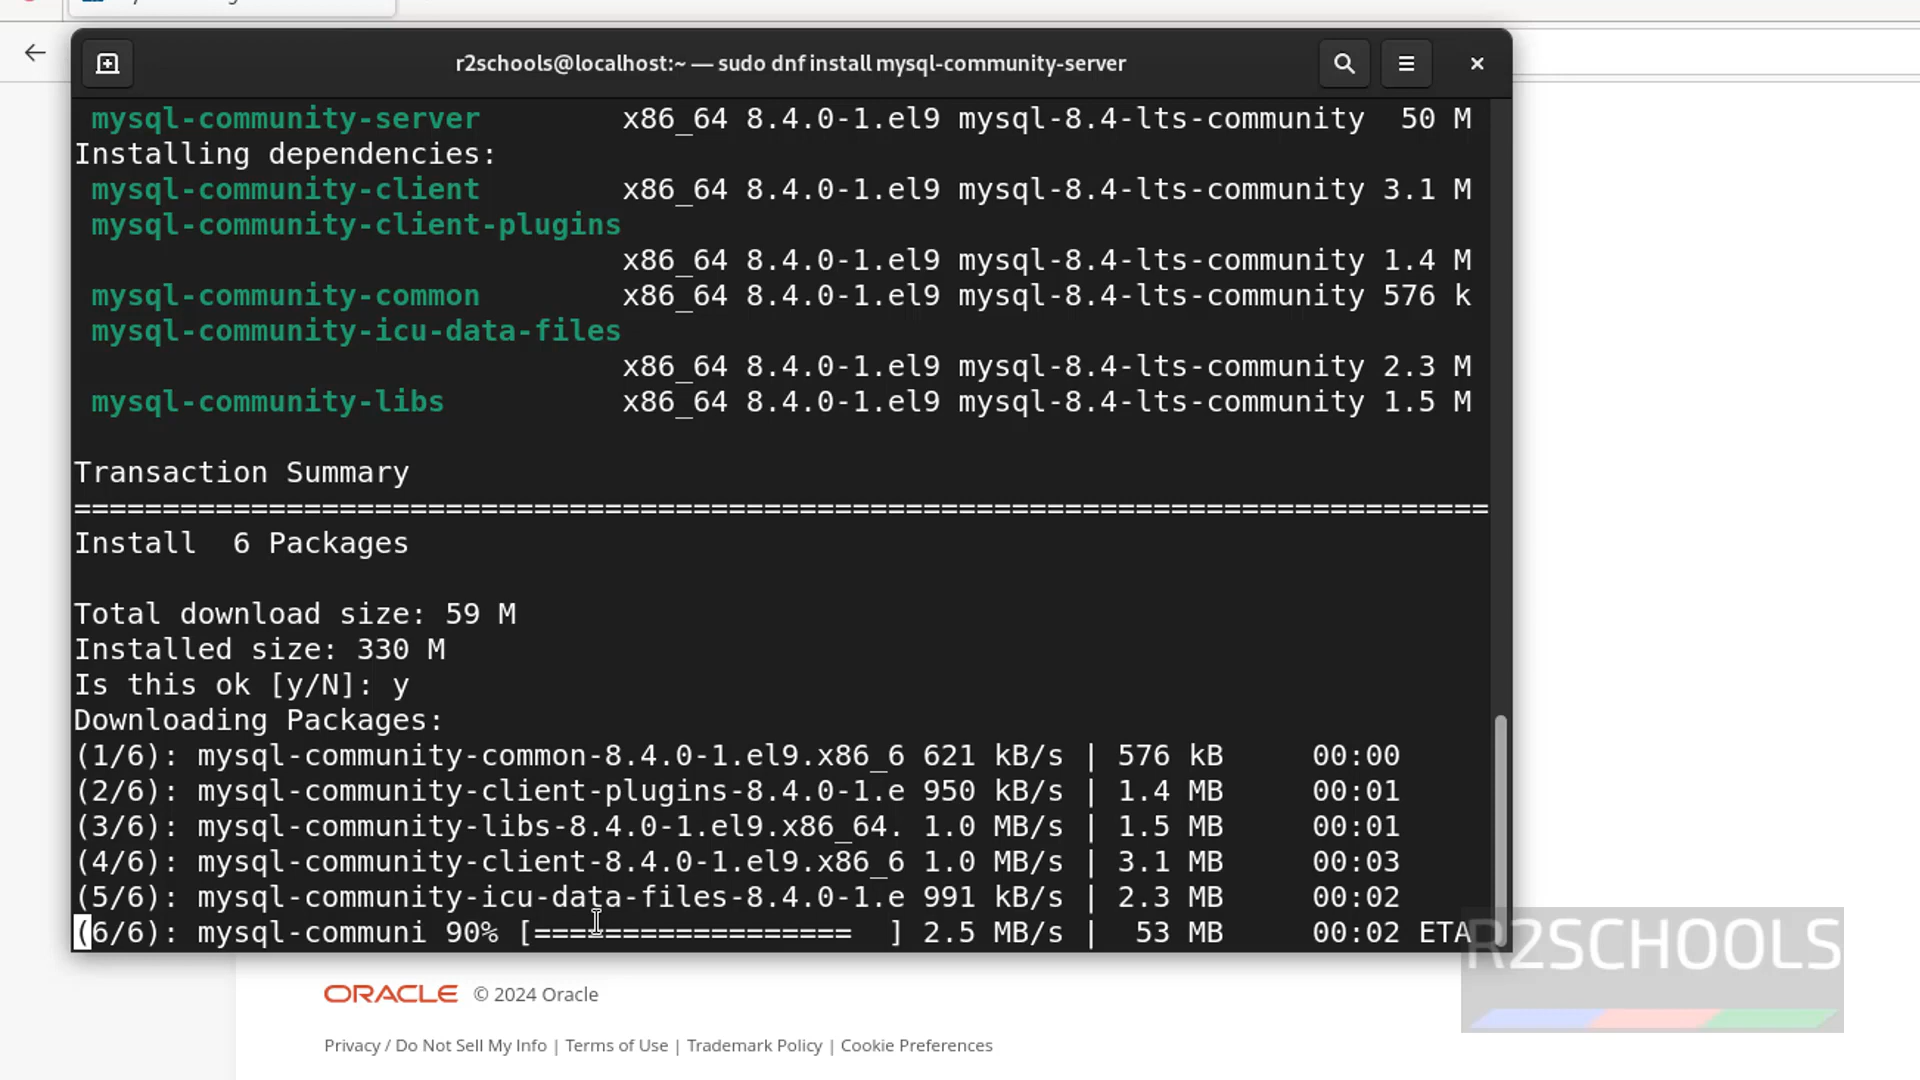 r2schools@localhost:~ — sudo dnf install mysql-community-server
mysql-community-server x86_64 8.4.0-1.el9 mysql-8.4-lts-community 50 M
Installing dependencies:
mysql-community-client x86_64 8.4.0-1.el9 mysql-8.4-lts-community 3.1 M
mysql-community-client-plugins
x86_64 8.4.0-1.el9 mysql-8.4-lts-community 1.4 M
mysql-community-common x86_64 8.4.0-1.el9 mysql-8.4-lts-community 576 k
mysql-community-icu-data-files
x86_64 8.4.0-1.el9 mysql-8.4-lts-community 2.3 M
mysql-community-libs x86_64 8.4.0-1.el9 mysql-8.4-lts-community 1.5 M
Transaction Summary
================================================================================
Install 6 Packages
Total download size: 59 M
Installed size: 330 M
Is this ok [y/N]: y
Downloading Packages:
(1/6): mysql-community-common-8.4.0-1.el9.x86_6 621 kB/s | 576 kB 00:00
(2/6): mysql-community-client-plugins-8.4.0-1.e 950 kB/s | 1.4 MB 00:01
(3/6): mysql-community-libs-8.4.0-1.el9.x86_64. 1.0 MB/s | 1.5 MB 00:01
(4/6): mysql-community-client-8.4.0-1.el9.x86_6 1.0 MB/s | 3.1 MB 00:03
(5/6): mysql-community-icu-data-files-8.4.0-1.e 991 kB/s | 2.3 MB 00:02
(6/6): mysql-communi 90% [================== ] 2.5 MB/s | 53 MB 00:02 ETA
R2SCHOOLS
ORACLE © 2024 Oracle
Privacy / Do Not Sell My Info | Terms of Use | Trademark Policy | Cookie Preferences